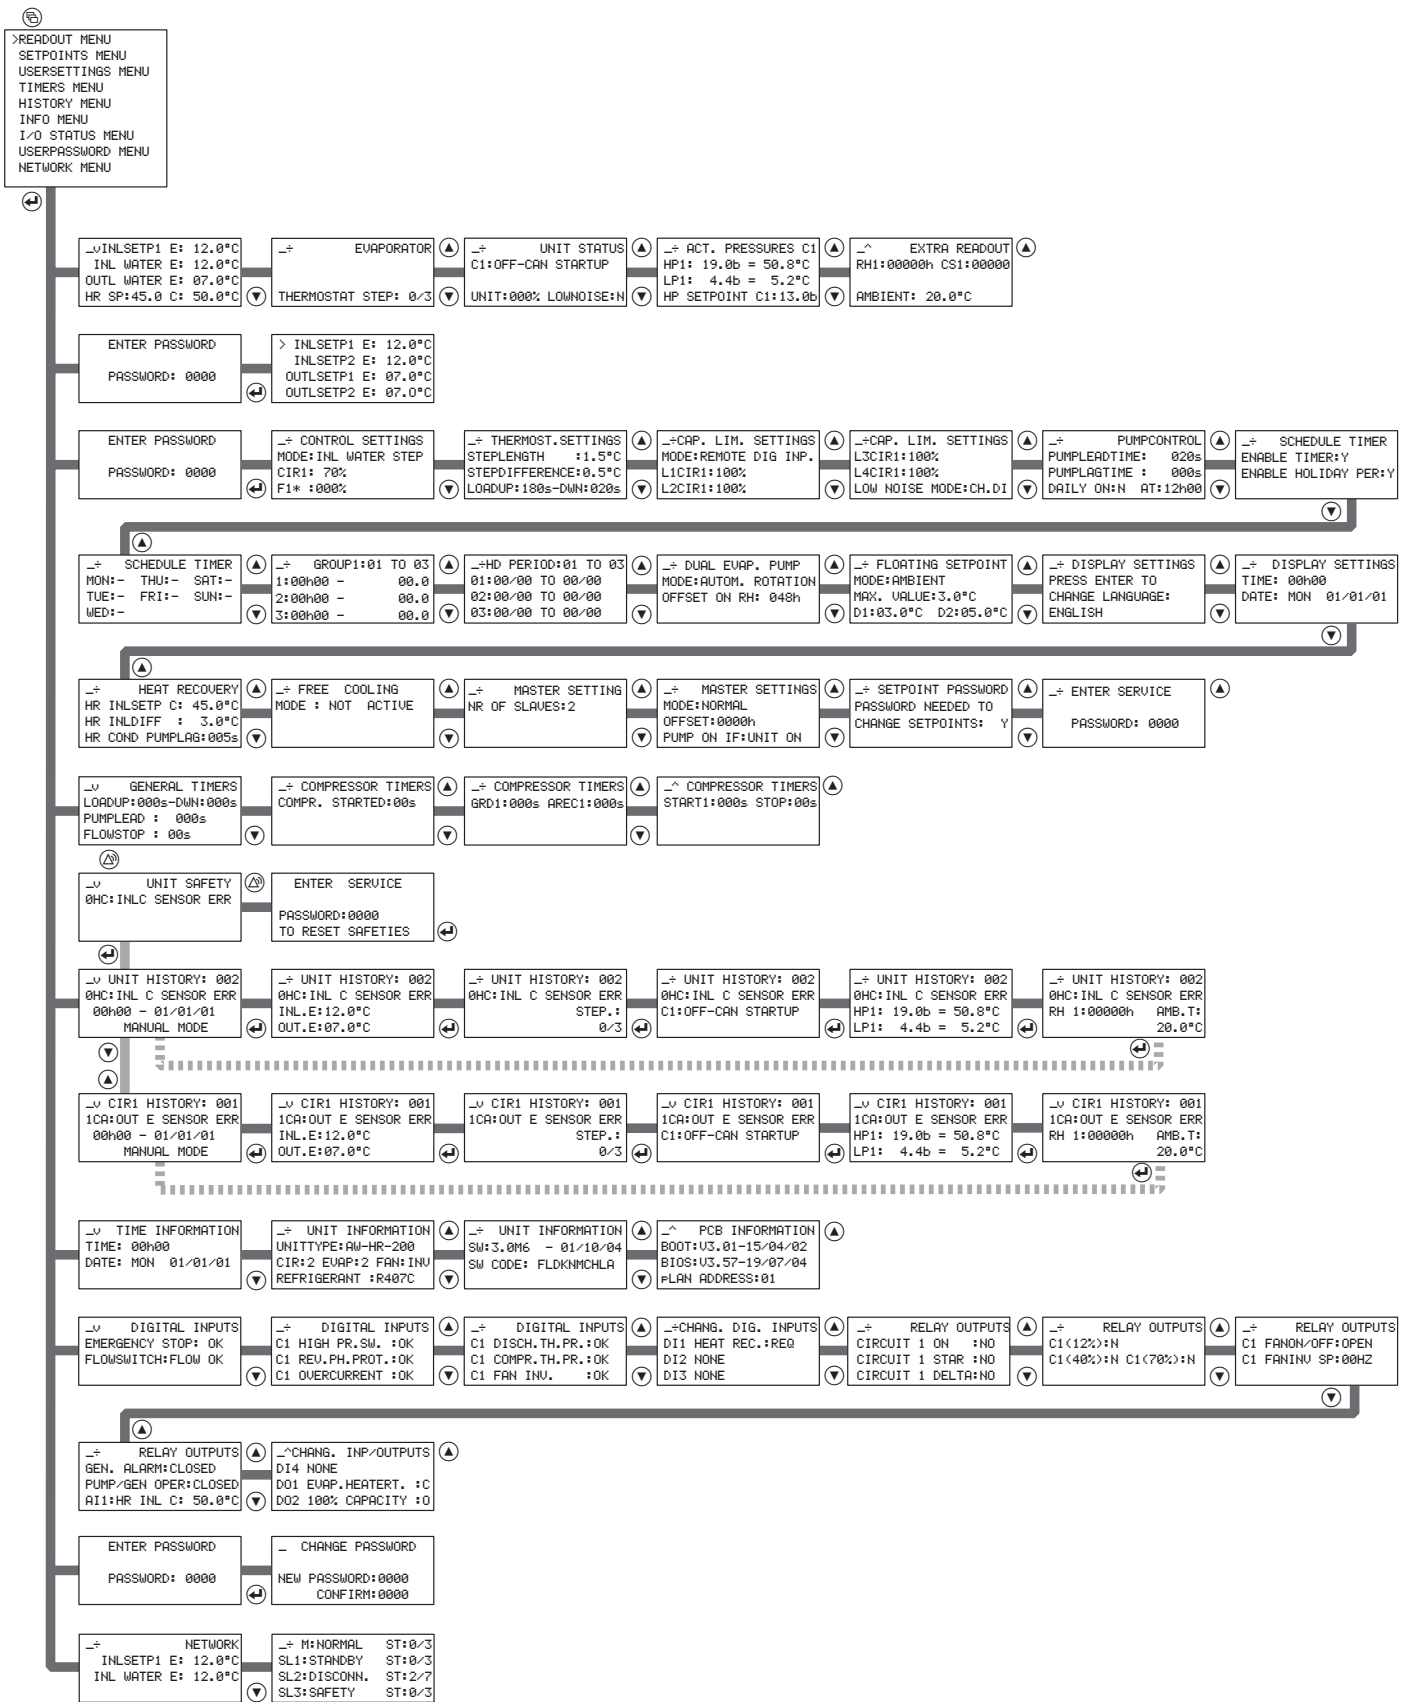 >READOUT MENU
SETPOINTS MENU
USERSETTINGS MENU
TIMERS MENU
HISTORY MENU
INFO MENU
I/O STATUS MENU
USERPASSWORD MENU
NETWORK MENU
_vINLSETP1 E: 12.0°C
INL WATER E: 12.0°C
OUTL WATER E: 07.0°C
HR SP:45.0 C: 50.0°C
_÷ EVAPORATOR
THERMOSTAT STEP: 0/3
_÷ UNIT STATUS
C1:OFF-CAN STARTUP
UNIT:000% LOWNOISE:N
_÷ ACT. PRESSURES C1
HP1: 19.0b = 50.8°C
LP1: 4.4b = 5.2°C
HP SETPOINT C1:13.0b
_^ EXTRA READOUT
RH1:00000h CS1:00000
AMBIENT: 20.0°C
ENTER PASSWORD
PASSWORD: 0000
> INLSETP1 E: 12.0°C
INLSETP2 E: 12.0°C
OUTLSETP1 E: 07.0°C
OUTLSETP2 E: 07.0°C
ENTER PASSWORD
PASSWORD: 0000
_÷ CONTROL SETTINGS
MODE:INL WATER STEP
CIR1: 70%
F1* :000%
_÷ THERMOST.SETTINGS
STEPLENGTH :1.5°C
STEPDIFFERENCE:0.5°C
LOADUP:180s-DWN:020s
_÷CAP. LIM. SETTINGS
MODE:REMOTE DIG INP.
L1CIR1:100%
L2CIR1:100%
_÷CAP. LIM. SETTINGS
L3CIR1:100%
L4CIR1:100%
LOW NOISE MODE:CH.DI
_÷ PUMPCONTROL
PUMPLEADTIME: 020s
PUMPLAGTIME : 000s
DAILY ON:N AT:12h00
_÷ SCHEDULE TIMER
ENABLE TIMER:Y
ENABLE HOLIDAY PER:Y
_÷ SCHEDULE TIMER
MON:- THU:- SAT:-
TUE:- FRI:- SUN:-
WED:-
_÷ GROUP1:01 TO 03
1:00h00 - 00.0
2:00h00 - 00.0
3:00h00 - 00.0
_÷HD PERIOD:01 TO 03
01:00/00 TO 00/00
02:00/00 TO 00/00
03:00/00 TO 00/00
_÷ DUAL EVAP. PUMP
MODE:AUTOM. ROTATION
OFFSET ON RH: 048h
_÷ FLOATING SETPOINT
MODE:AMBIENT
MAX. VALUE:3.0°C
D1:03.0°C D2:05.0°C
_÷ DISPLAY SETTINGS
PRESS ENTER TO
CHANGE LANGUAGE:
ENGLISH
_÷ DISPLAY SETTINGS
TIME: 00h00
DATE: MON 01/01/01
_÷ HEAT RECOVERY
HR INLSETP C: 45.0°C
HR INLDIFF : 3.0°C
HR COND PUMPLAG:005s
_÷ FREE COOLING
MODE : NOT ACTIVE
_÷ MASTER SETTING
NR OF SLAVES:2
_÷ MASTER SETTINGS
MODE:NORMAL
OFFSET:0000h
PUMP ON IF:UNIT ON
_÷ SETPOINT PASSWORD
PASSWORD NEEDED TO
CHANGE SETPOINTS: Y
_÷ ENTER SERVICE
PASSWORD: 0000
_v GENERAL TIMERS
LOADUP:000s-DWN:000s
PUMPLEAD : 000s
FLOWSTOP : 00s
_÷ COMPRESSOR TIMERS
COMPR. STARTED:00s
_÷ COMPRESSOR TIMERS
GRD1:000s AREC1:000s
_^ COMPRESSOR TIMERS
START1:000s STOP:00s
_v UNIT SAFETY
0HC:INLC SENSOR ERR
ENTER SERVICE
PASSWORD:0000
TO RESET SAFETIES
_v UNIT HISTORY: 002
0HC:INL C SENSOR ERR
00h00 - 01/01/01
MANUAL MODE
_÷ UNIT HISTORY: 002
0HC:INL C SENSOR ERR
INL.E:12.0°C
OUT.E:07.0°C
_÷ UNIT HISTORY: 002
0HC:INL C SENSOR ERR
STEP.:
0/3
_÷ UNIT HISTORY: 002
0HC:INL C SENSOR ERR
C1:OFF-CAN STARTUP
_÷ UNIT HISTORY: 002
0HC:INL C SENSOR ERR
HP1: 19.0b = 50.8°C
LP1: 4.4b = 5.2°C
_÷ UNIT HISTORY: 002
0HC:INL C SENSOR ERR
RH 1:00000h AMB.T:
20.0°C
_v CIR1 HISTORY: 001
1CA:OUT E SENSOR ERR
00h00 - 01/01/01
MANUAL MODE
_v CIR1 HISTORY: 001
1CA:OUT E SENSOR ERR
INL.E:12.0°C
OUT.E:07.0°C
_v CIR1 HISTORY: 001
1CA:OUT E SENSOR ERR
STEP.:
0/3
_v CIR1 HISTORY: 001
1CA:OUT E SENSOR ERR
C1:OFF-CAN STARTUP
_v CIR1 HISTORY: 001
1CA:OUT E SENSOR ERR
HP1: 19.0b = 50.8°C
LP1: 4.4b = 5.2°C
_v CIR1 HISTORY: 001
1CA:OUT E SENSOR ERR
RH 1:00000h AMB.T:
20.0°C
_v TIME INFORMATION
TIME: 00h00
DATE: MON 01/01/01
_÷ UNIT INFORMATION
UNITTYPE:AW-HR-200
CIR:2 EVAP:2 FAN:INV
REFRIGERANT :R407C
_÷ UNIT INFORMATION
SW:3.0M6 - 01/10/04
SW CODE: FLDKNMCHLA
_^ PCB INFORMATION
BOOT:V3.01-15/04/02
BIOS:V3.57-19/07/04
pLAN ADDRESS:01
_v DIGITAL INPUTS
EMERGENCY STOP: OK
FLOWSWITCH:FLOW OK
_÷ DIGITAL INPUTS
C1 HIGH PR.SW. :OK
C1 REV.PH.PROT.:OK
C1 OVERCURRENT :OK
_÷ DIGITAL INPUTS
C1 DISCH.TH.PR.:OK
C1 COMPR.TH.PR.:OK
C1 FAN INV. :OK
_÷CHANG. DIG. INPUTS
DI1 HEAT REC.:REQ
DI2 NONE
DI3 NONE
_÷ RELAY OUTPUTS
CIRCUIT 1 ON :NO
CIRCUIT 1 STAR :NO
CIRCUIT 1 DELTA:NO
_÷ RELAY OUTPUTS
C1(12%):N
C1(40%):N C1(70%):N
_÷ RELAY OUTPUTS
C1 FANON/OFF:OPEN
C1 FANINV SP:00HZ
_÷ RELAY OUTPUTS
GEN. ALARM:CLOSED
PUMP/GEN OPER:CLOSED
AI1:HR INL C: 50.0°C
_^CHANG. INP/OUTPUTS
DI4 NONE
DO1 EVAP.HEATERT. :C
DO2 100% CAPACITY :O
ENTER PASSWORD
PASSWORD: 0000
_ CHANGE PASSWORD
NEW PASSWORD:0000
CONFIRM:0000
_÷ NETWORK
INLSETP1 E: 12.0°C
INL WATER E: 12.0°C
_÷ M:NORMAL ST:0/3
SL1:STANDBY ST:0/3
SL2:DISCONN. ST:2/7
SL3:SAFETY ST:0/3